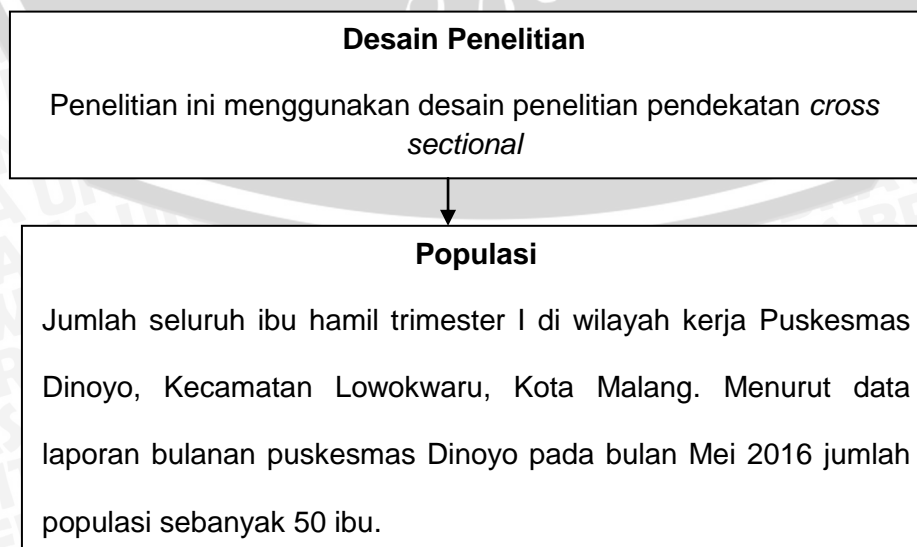 Desain Penelitian
Penelitian ini menggunakan desain penelitian pendekatan cross
sectional
Populasi
Jumlah seluruh ibu hamil trimester I di wilayah kerja Puskesmas
Dinoyo, Kecamatan Lowokwaru, Kota Malang. Menurut data
laporan bulanan puskesmas Dinoyo pada bulan Mei 2016 jumlah
populasi sebanyak 50 ibu.